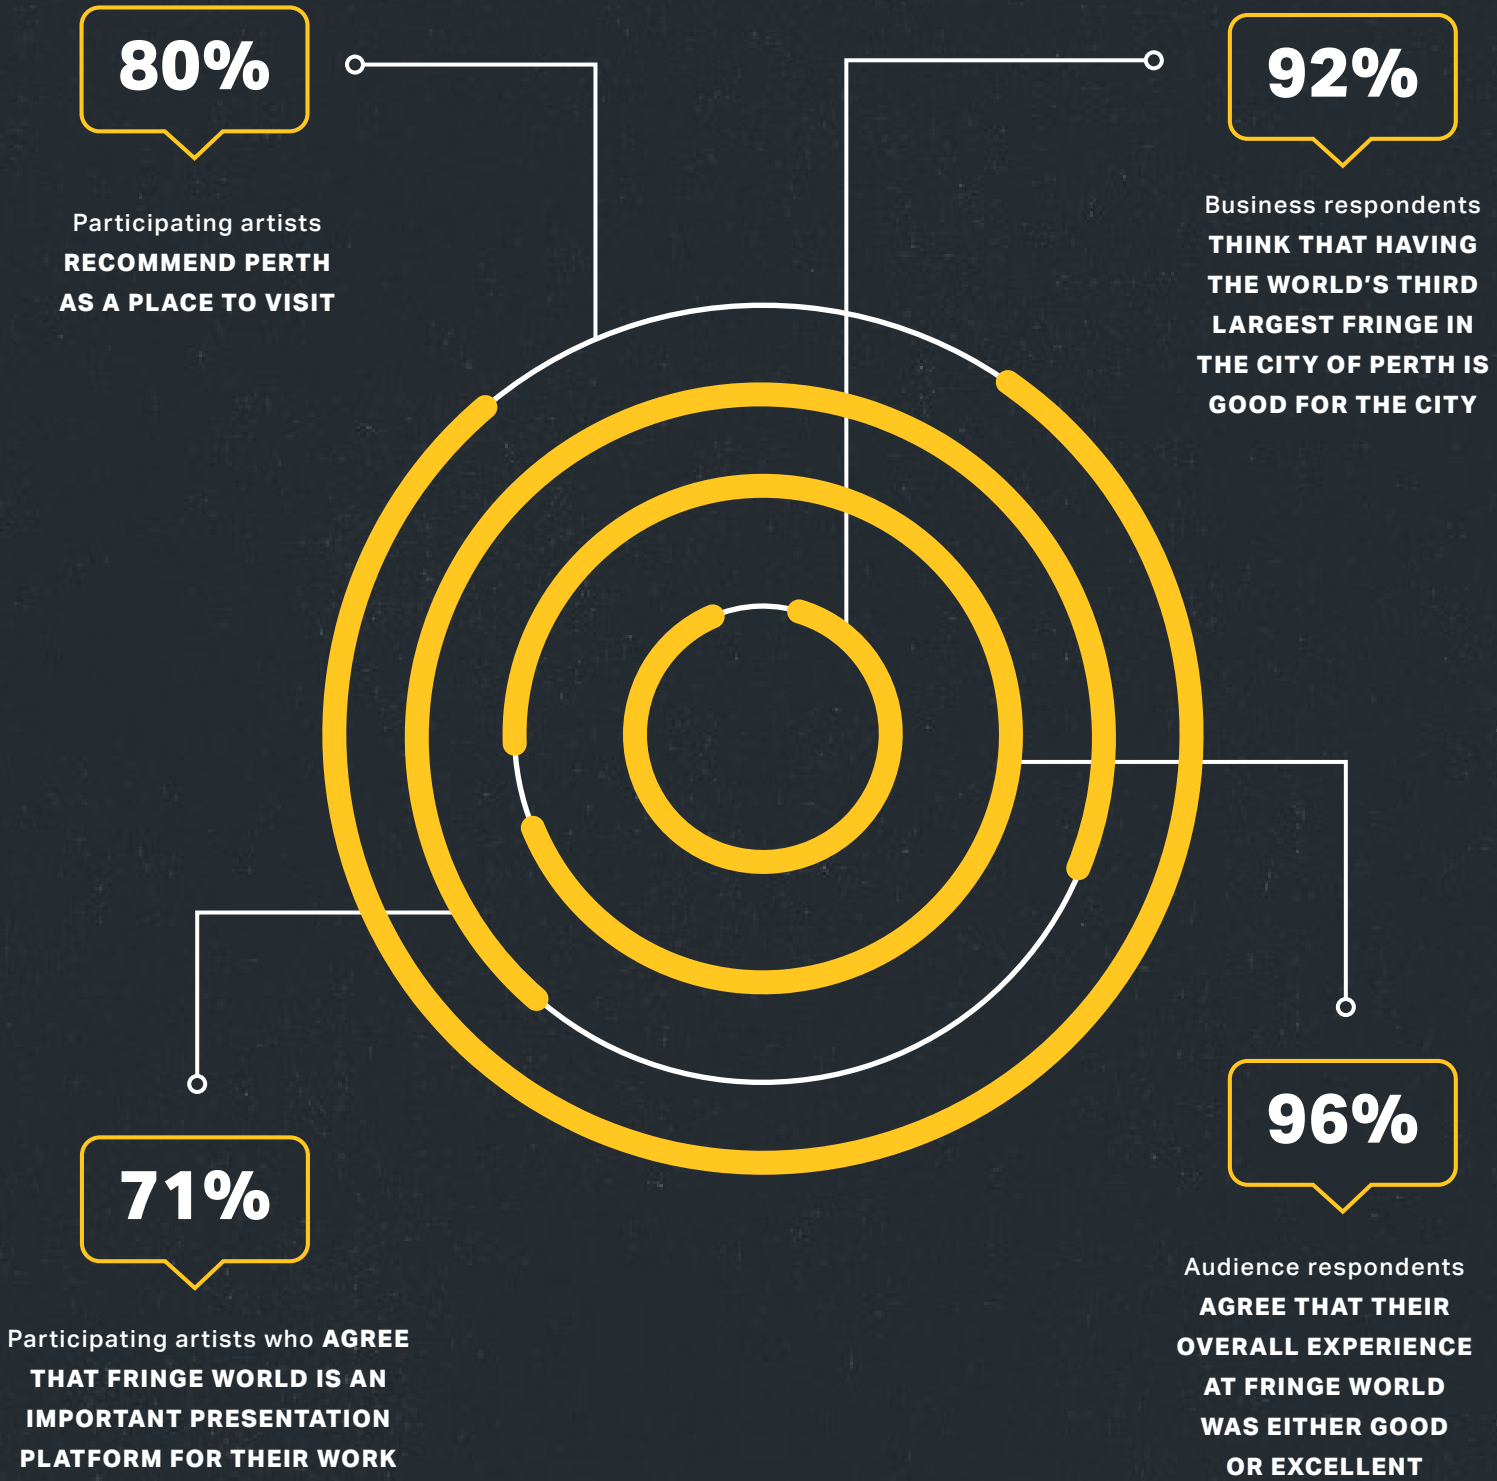 80%
Participating artists
RECOMMEND PERTH
AS A PLACE TO VISIT
92%
Business respondents
THINK THAT HAVING
THE WORLD'S THIRD
LARGEST FRINGE IN
THE CITY OF PERTH IS
GOOD FOR THE CITY
71%
Participating artists who AGREE
THAT FRINGE WORLD IS AN
IMPORTANT PRESENTATION
PLATFORM FOR THEIR WORK
96%
Audience respondents
AGREE THAT THEIR
OVERALL EXPERIENCE
AT FRINGE WORLD
WAS EITHER GOOD
OR EXCELLENT